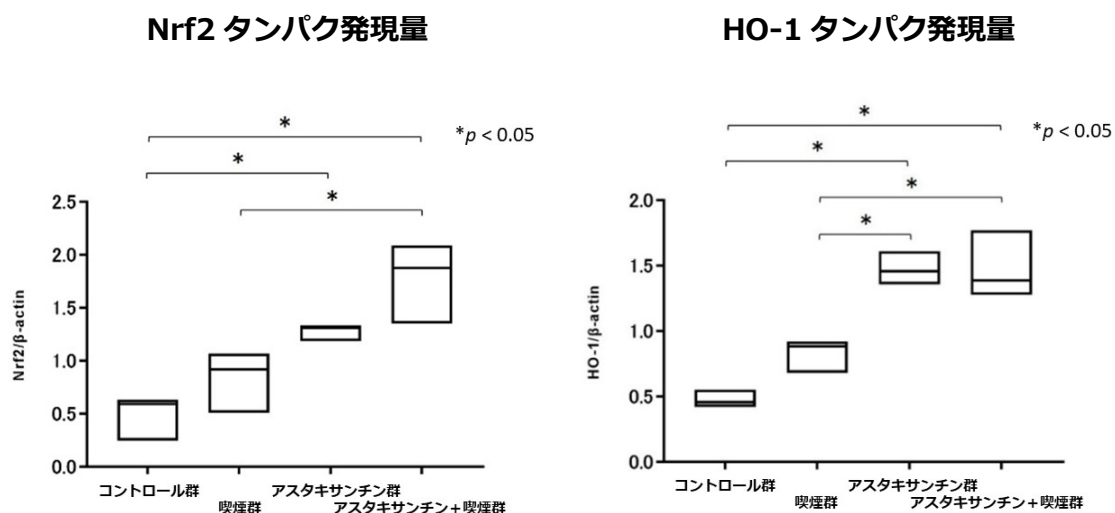 Nrf2 タンパク発現量
*p < 0.05
*
*
*
2.5
2.0
1.5
1.0
0.5
0.0
Nrf2/β-actin
コントロール群
喫煙群
アスタキサンチン群
アスタキサンチン＋喫煙群
HO-1 タンパク発現量
*p < 0.05
*
*
*
*
2.0
1.5
1.0
0.5
0.0
HO-1/β-actin
コントロール群
喫煙群
アスタキサンチン群
アスタキサンチン＋喫煙群